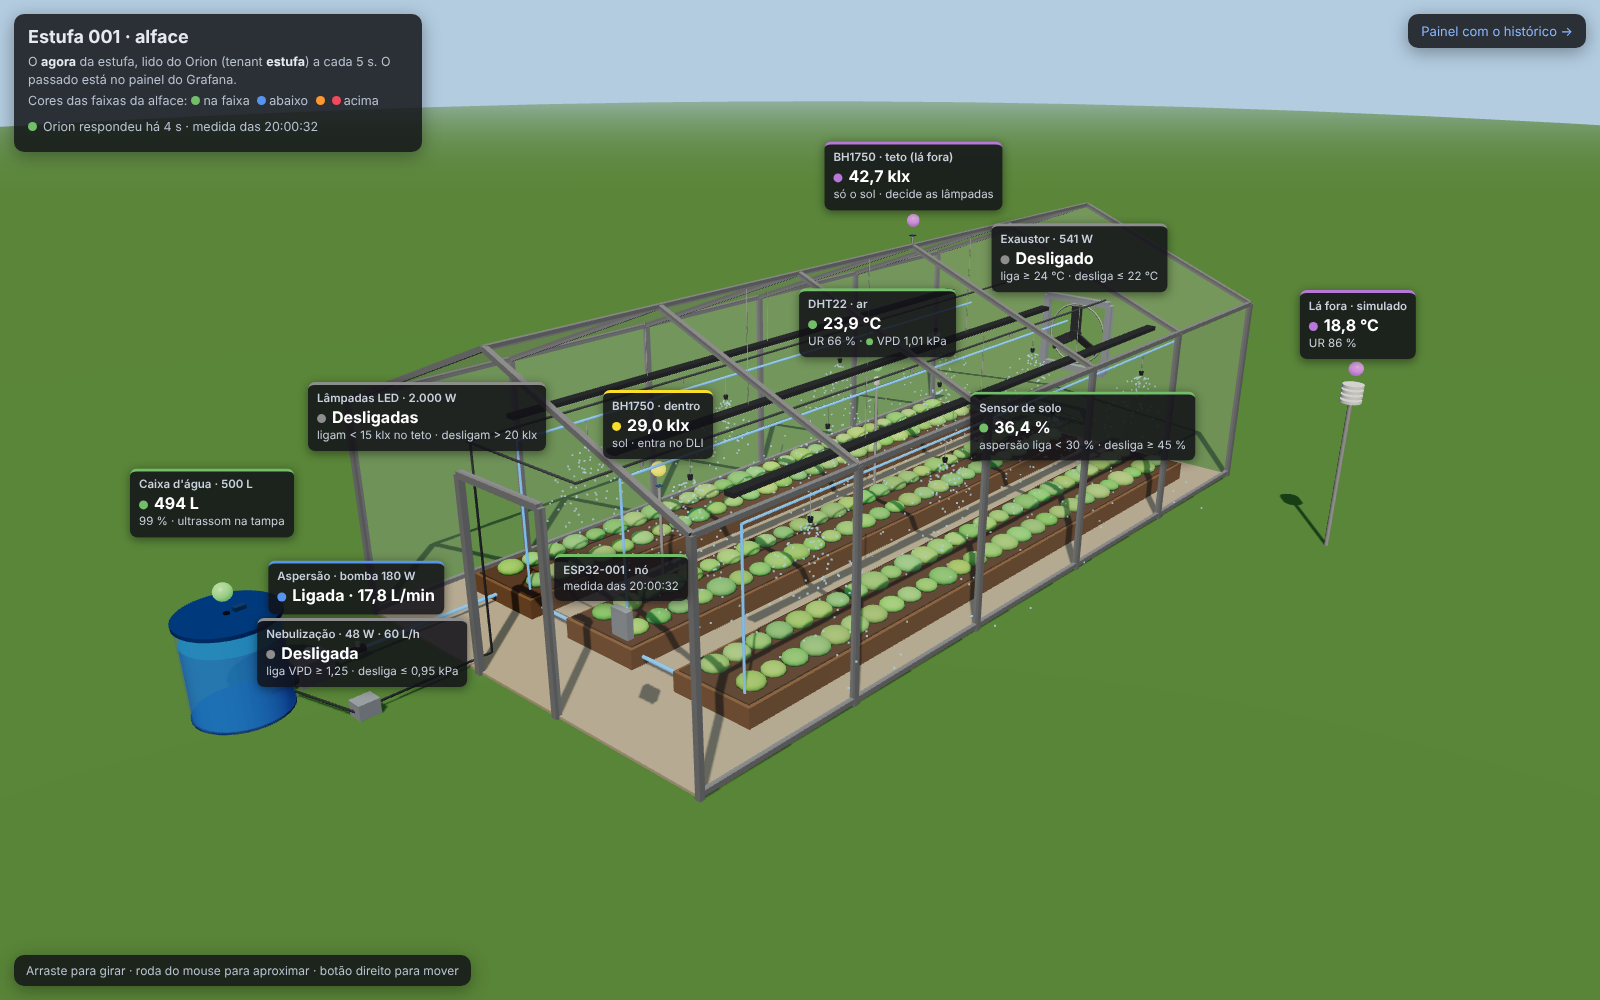 Estufa 001 · alface
O agora da estufa, lido do Orion (tenant estufa) a cada 5 s. O
passado está no painel do Grafana.
Cores das faixas da alface: na faixa abaixo acima
Orion respondeu há 4 s · medida das 20:00:32
Painel com o histórico →
BH1750 · teto (lá fora)
42,7 klx
só o sol · decide as lâmpadas
Exaustor · 541 W
Desligado
liga ≥ 24 °C · desliga ≤ 22 °C
DHT22 · ar
23,9 °C
UR 66 % · VPD 1,01 kPa
Lá fora · simulado
18,8 °C
UR 86 %
Lâmpadas LED · 2.000 W
Desligadas
ligam < 15 klx no teto · desligam > 20 klx
BH1750 · dentro
29,0 klx
sol · entra no DLI
Sensor de solo
36,4 %
aspersão liga < 30 % · desliga ≥ 45 %
Caixa d'água · 500 L
494 L
99 % · ultrassom na tampa
Aspersão · bomba 180 W
Ligada · 17,8 L/min
ESP32-001 · nó
medida das 20:00:32
Nebulização · 48 W · 60 L/h
Desligada
liga VPD ≥ 1,25 · desliga ≤ 0,95 kPa
Arraste para girar · roda do mouse para aproximar · botão direito para mover